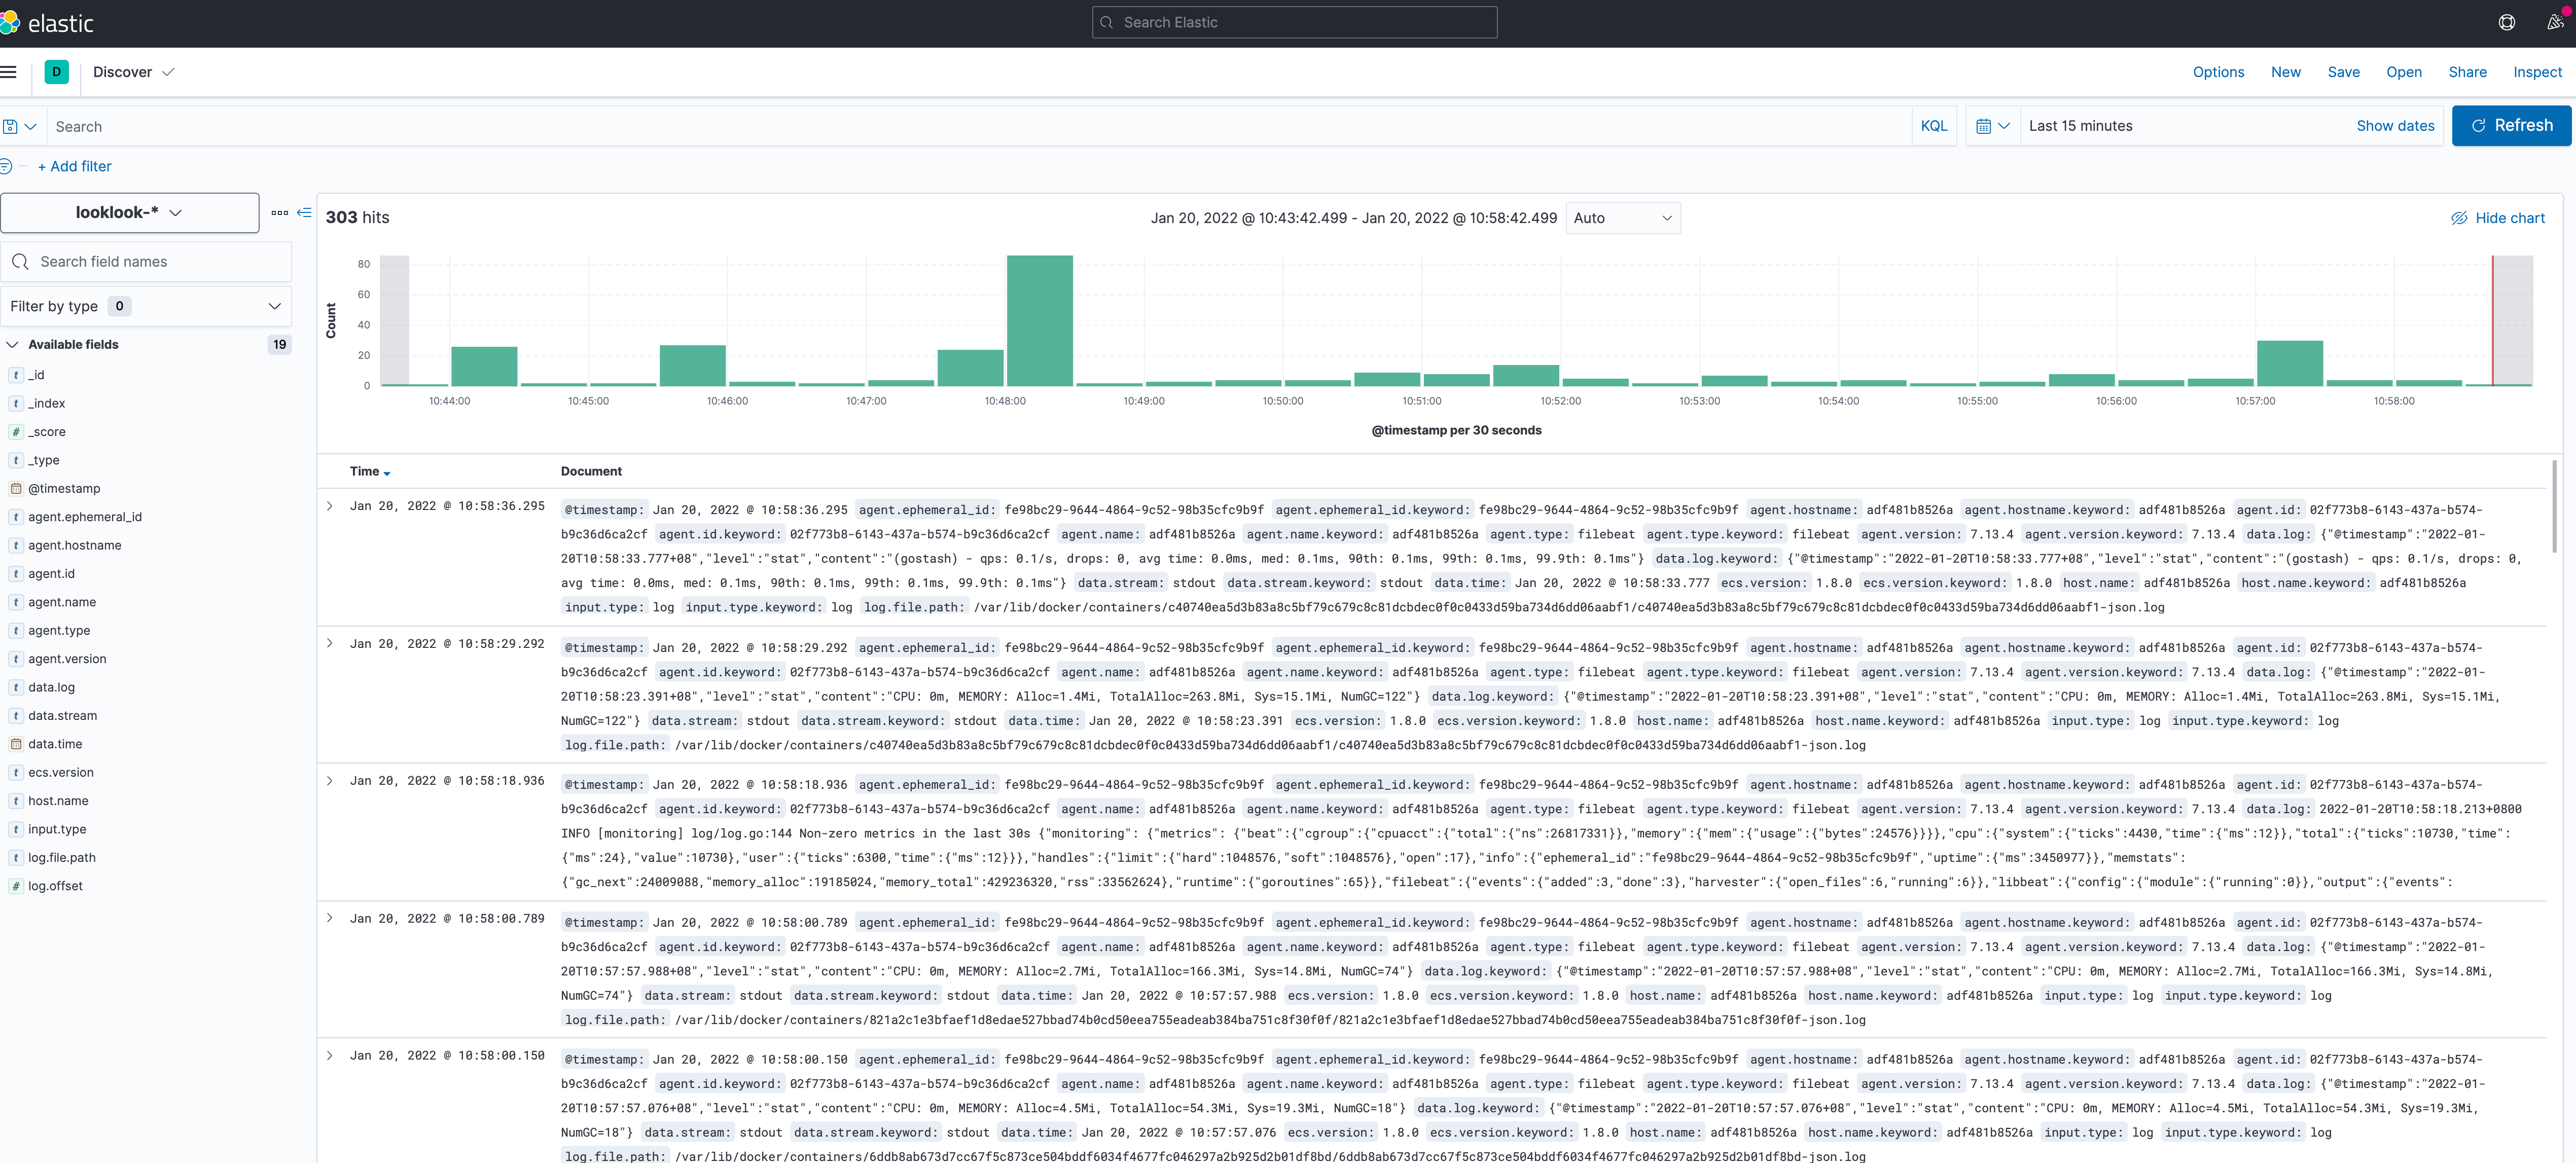 elastic
Search Elastic
D Discover
Options New Save Open Share Inspect
Search
KQL
Last 15 minutes
Show dates
Refresh
+ Add filter
looklook-*
Search field names
Filter by type 0
Available fields 19
t _id
t _index
# _score
t _type
@timestamp
t agent.ephemeral_id
t agent.hostname
t agent.id
t agent.name
t agent.type
t agent.version
t data.log
t data.stream
data.time
t ecs.version
t host.name
t input.type
t log.file.path
# log.offset
303 hits
Jan 20, 2022 @ 10:43:42.499 - Jan 20, 2022 @ 10:58:42.499 Auto
Hide chart
Count
80
60
40
20
0
10:44:00 10:45:00 10:46:00 10:47:00 10:48:00 10:49:00 10:50:00 10:51:00 10:52:00 10:53:00 10:54:00 10:55:00 10:56:00 10:57:00 10:58:00
@timestamp per 30 seconds
Time Document
Jan 20, 2022 @ 10:58:36.295 @timestamp: Jan 20, 2022 @ 10:58:36.295 agent.ephemeral_id: fe98bc29-9644-4864-9c52-98b35cfc9b9f agent.ephemeral_id.keyword: fe98bc29-9644-4864-9c52-98b35cfc9b9f agent.hostname: adf481b8526a agent.hostname.keyword: adf481b8526a agent.id: 02f773b8-6143-437a-b574-
b9c36d6ca2cf agent.id.keyword: 02f773b8-6143-437a-b574-b9c36d6ca2cf agent.name: adf481b8526a agent.name.keyword: adf481b8526a agent.type: filebeat agent.type.keyword: filebeat agent.version: 7.13.4 agent.version.keyword: 7.13.4 data.log: {"@timestamp":"2022-01-
20T10:58:33.777+08","level":"stat","content":"(gostash) - qps: 0.1/s, drops: 0, avg time: 0.0ms, med: 0.1ms, 90th: 0.1ms, 99th: 0.1ms, 99.9th: 0.1ms"} data.log.keyword: {"@timestamp":"2022-01-20T10:58:33.777+08","level":"stat","content":"(gostash) - qps: 0.1/s, drops: 0,
avg time: 0.0ms, med: 0.1ms, 90th: 0.1ms, 99th: 0.1ms, 99.9th: 0.1ms"} data.stream: stdout data.stream.keyword: stdout data.time: Jan 20, 2022 @ 10:58:33.777 ecs.version: 1.8.0 ecs.version.keyword: 1.8.0 host.name: adf481b8526a host.name.keyword: adf481b8526a
input.type: log input.type.keyword: log log.file.path: /var/lib/docker/containers/c40740ea5d3b83a8c5bf79c679c8c81dcbdec0f0c0433d59ba734d6dd06aabf1/c40740ea5d3b83a8c5bf79c679c8c81dcbdec0f0c0433d59ba734d6dd06aabf1-json.log
Jan 20, 2022 @ 10:58:29.292 @timestamp: Jan 20, 2022 @ 10:58:29.292 agent.ephemeral_id: fe98bc29-9644-4864-9c52-98b35cfc9b9f agent.ephemeral_id.keyword: fe98bc29-9644-4864-9c52-98b35cfc9b9f agent.hostname: adf481b8526a agent.hostname.keyword: adf481b8526a agent.id: 02f773b8-6143-437a-b574-
b9c36d6ca2cf agent.id.keyword: 02f773b8-6143-437a-b574-b9c36d6ca2cf agent.name: adf481b8526a agent.name.keyword: adf481b8526a agent.type: filebeat agent.type.keyword: filebeat agent.version: 7.13.4 agent.version.keyword: 7.13.4 data.log: {"@timestamp":"2022-01-
20T10:58:23.391+08","level":"stat","content":"CPU: 0m, MEMORY: Alloc=1.4Mi, TotalAlloc=263.8Mi, Sys=15.1Mi, NumGC=122"} data.log.keyword: {"@timestamp":"2022-01-20T10:58:23.391+08","level":"stat","content":"CPU: 0m, MEMORY: Alloc=1.4Mi, TotalAlloc=263.8Mi, Sys=15.1Mi,
NumGC=122"} data.stream: stdout data.stream.keyword: stdout data.time: Jan 20, 2022 @ 10:58:23.391 ecs.version: 1.8.0 ecs.version.keyword: 1.8.0 host.name: adf481b8526a host.name.keyword: adf481b8526a input.type: log input.type.keyword: log
log.file.path: /var/lib/docker/containers/c40740ea5d3b83a8c5bf79c679c8c81dcbdec0f0c0433d59ba734d6dd06aabf1/c40740ea5d3b83a8c5bf79c679c8c81dcbdec0f0c0433d59ba734d6dd06aabf1-json.log
Jan 20, 2022 @ 10:58:18.936 @timestamp: Jan 20, 2022 @ 10:58:18.936 agent.ephemeral_id: fe98bc29-9644-4864-9c52-98b35cfc9b9f agent.ephemeral_id.keyword: fe98bc29-9644-4864-9c52-98b35cfc9b9f agent.hostname: adf481b8526a agent.hostname.keyword: adf481b8526a agent.id: 02f773b8-6143-437a-b574-
b9c36d6ca2cf agent.id.keyword: 02f773b8-6143-437a-b574-b9c36d6ca2cf agent.name: adf481b8526a agent.name.keyword: adf481b8526a agent.type: filebeat agent.type.keyword: filebeat agent.version: 7.13.4 agent.version.keyword: 7.13.4 data.log: 2022-01-20T10:58:18.213+0800
INFO [monitoring] log/log.go:144 Non-zero metrics in the last 30s {"monitoring": {"metrics": {"beat":{"cgroup":{"cpuacct":{"total":{"ns":26817331}},"memory":{"mem":{"usage":{"bytes":24576}}}},"cpu":{"system":{"ticks":4430,"time":{"ms":12}},"total":{"ticks":10730,"time":
{"ms":24},"value":10730},"user":{"ticks":6300,"time":{"ms":12}}},"handles":{"limit":{"hard":1048576,"soft":1048576},"open":17},"info":{"ephemeral_id":"fe98bc29-9644-4864-9c52-98b35cfc9b9f","uptime":{"ms":3450977}},"memstats":
{"gc_next":24009088,"memory_alloc":19185024,"memory_total":429236320,"rss":33562624},"runtime":{"goroutines":65}},"filebeat":{"events":{"added":3,"done":3},"harvester":{"open_files":6,"running":6}},"libbeat":{"config":{"module":{"running":0}},"output":{"events":
Jan 20, 2022 @ 10:58:00.789 @timestamp: Jan 20, 2022 @ 10:58:00.789 agent.ephemeral_id: fe98bc29-9644-4864-9c52-98b35cfc9b9f agent.ephemeral_id.keyword: fe98bc29-9644-4864-9c52-98b35cfc9b9f agent.hostname: adf481b8526a agent.hostname.keyword: adf481b8526a agent.id: 02f773b8-6143-437a-b574-
b9c36d6ca2cf agent.id.keyword: 02f773b8-6143-437a-b574-b9c36d6ca2cf agent.name: adf481b8526a agent.name.keyword: adf481b8526a agent.type: filebeat agent.type.keyword: filebeat agent.version: 7.13.4 agent.version.keyword: 7.13.4 data.log: {"@timestamp":"2022-01-
20T10:57:57.988+08","level":"stat","content":"CPU: 0m, MEMORY: Alloc=2.7Mi, TotalAlloc=166.3Mi, Sys=14.8Mi, NumGC=74"} data.log.keyword: {"@timestamp":"2022-01-20T10:57:57.988+08","level":"stat","content":"CPU: 0m, MEMORY: Alloc=2.7Mi, TotalAlloc=166.3Mi, Sys=14.8Mi,
NumGC=74"} data.stream: stdout data.stream.keyword: stdout data.time: Jan 20, 2022 @ 10:57:57.988 ecs.version: 1.8.0 ecs.version.keyword: 1.8.0 host.name: adf481b8526a host.name.keyword: adf481b8526a input.type: log input.type.keyword: log
log.file.path: /var/lib/docker/containers/821a2c1e3bfaef1d8edae527bbad74b0cd50eea755eadeab384ba751c8f30f0f/821a2c1e3bfaef1d8edae527bbad74b0cd50eea755eadeab384ba751c8f30f0f-json.log
Jan 20, 2022 @ 10:58:00.150 @timestamp: Jan 20, 2022 @ 10:58:00.150 agent.ephemeral_id: fe98bc29-9644-4864-9c52-98b35cfc9b9f agent.ephemeral_id.keyword: fe98bc29-9644-4864-9c52-98b35cfc9b9f agent.hostname: adf481b8526a agent.hostname.keyword: adf481b8526a agent.id: 02f773b8-6143-437a-b574-
b9c36d6ca2cf agent.id.keyword: 02f773b8-6143-437a-b574-b9c36d6ca2cf agent.name: adf481b8526a agent.name.keyword: adf481b8526a agent.type: filebeat agent.type.keyword: filebeat agent.version: 7.13.4 agent.version.keyword: 7.13.4 data.log: {"@timestamp":"2022-01-
20T10:57:57.076+08","level":"stat","content":"CPU: 0m, MEMORY: Alloc=4.5Mi, TotalAlloc=54.3Mi, Sys=19.3Mi, NumGC=18"} data.log.keyword: {"@timestamp":"2022-01-20T10:57:57.076+08","level":"stat","content":"CPU: 0m, MEMORY: Alloc=4.5Mi, TotalAlloc=54.3Mi, Sys=19.3Mi,
NumGC=18"} data.stream: stdout data.stream.keyword: stdout data.time: Jan 20, 2022 @ 10:57:57.076 ecs.version: 1.8.0 ecs.version.keyword: 1.8.0 host.name: adf481b8526a host.name.keyword: adf481b8526a input.type: log input.type.keyword: log
log.file.path: /var/lib/docker/containers/6ddb8ab673d7cc67f5c873ce504bddf6034f4677fc046297a2b925d2b01df8bd/6ddb8ab673d7cc67f5c873ce504bddf6034f4677fc046297a2b925d2b01df8bd-json.log